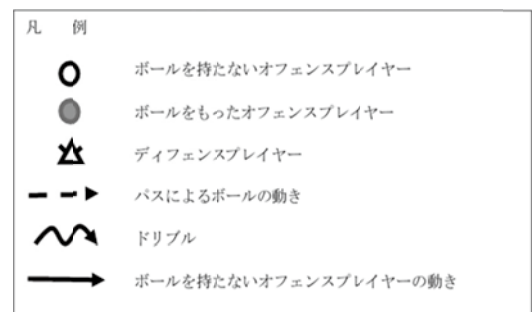 凡　例
ボールを持たないオフェンスプレイヤー
ボールをもったオフェンスプレイヤー
ディフェンスプレイヤー
パスによるボールの動き
ドリブル
ボールを持たないオフェンスプレイヤーの動き